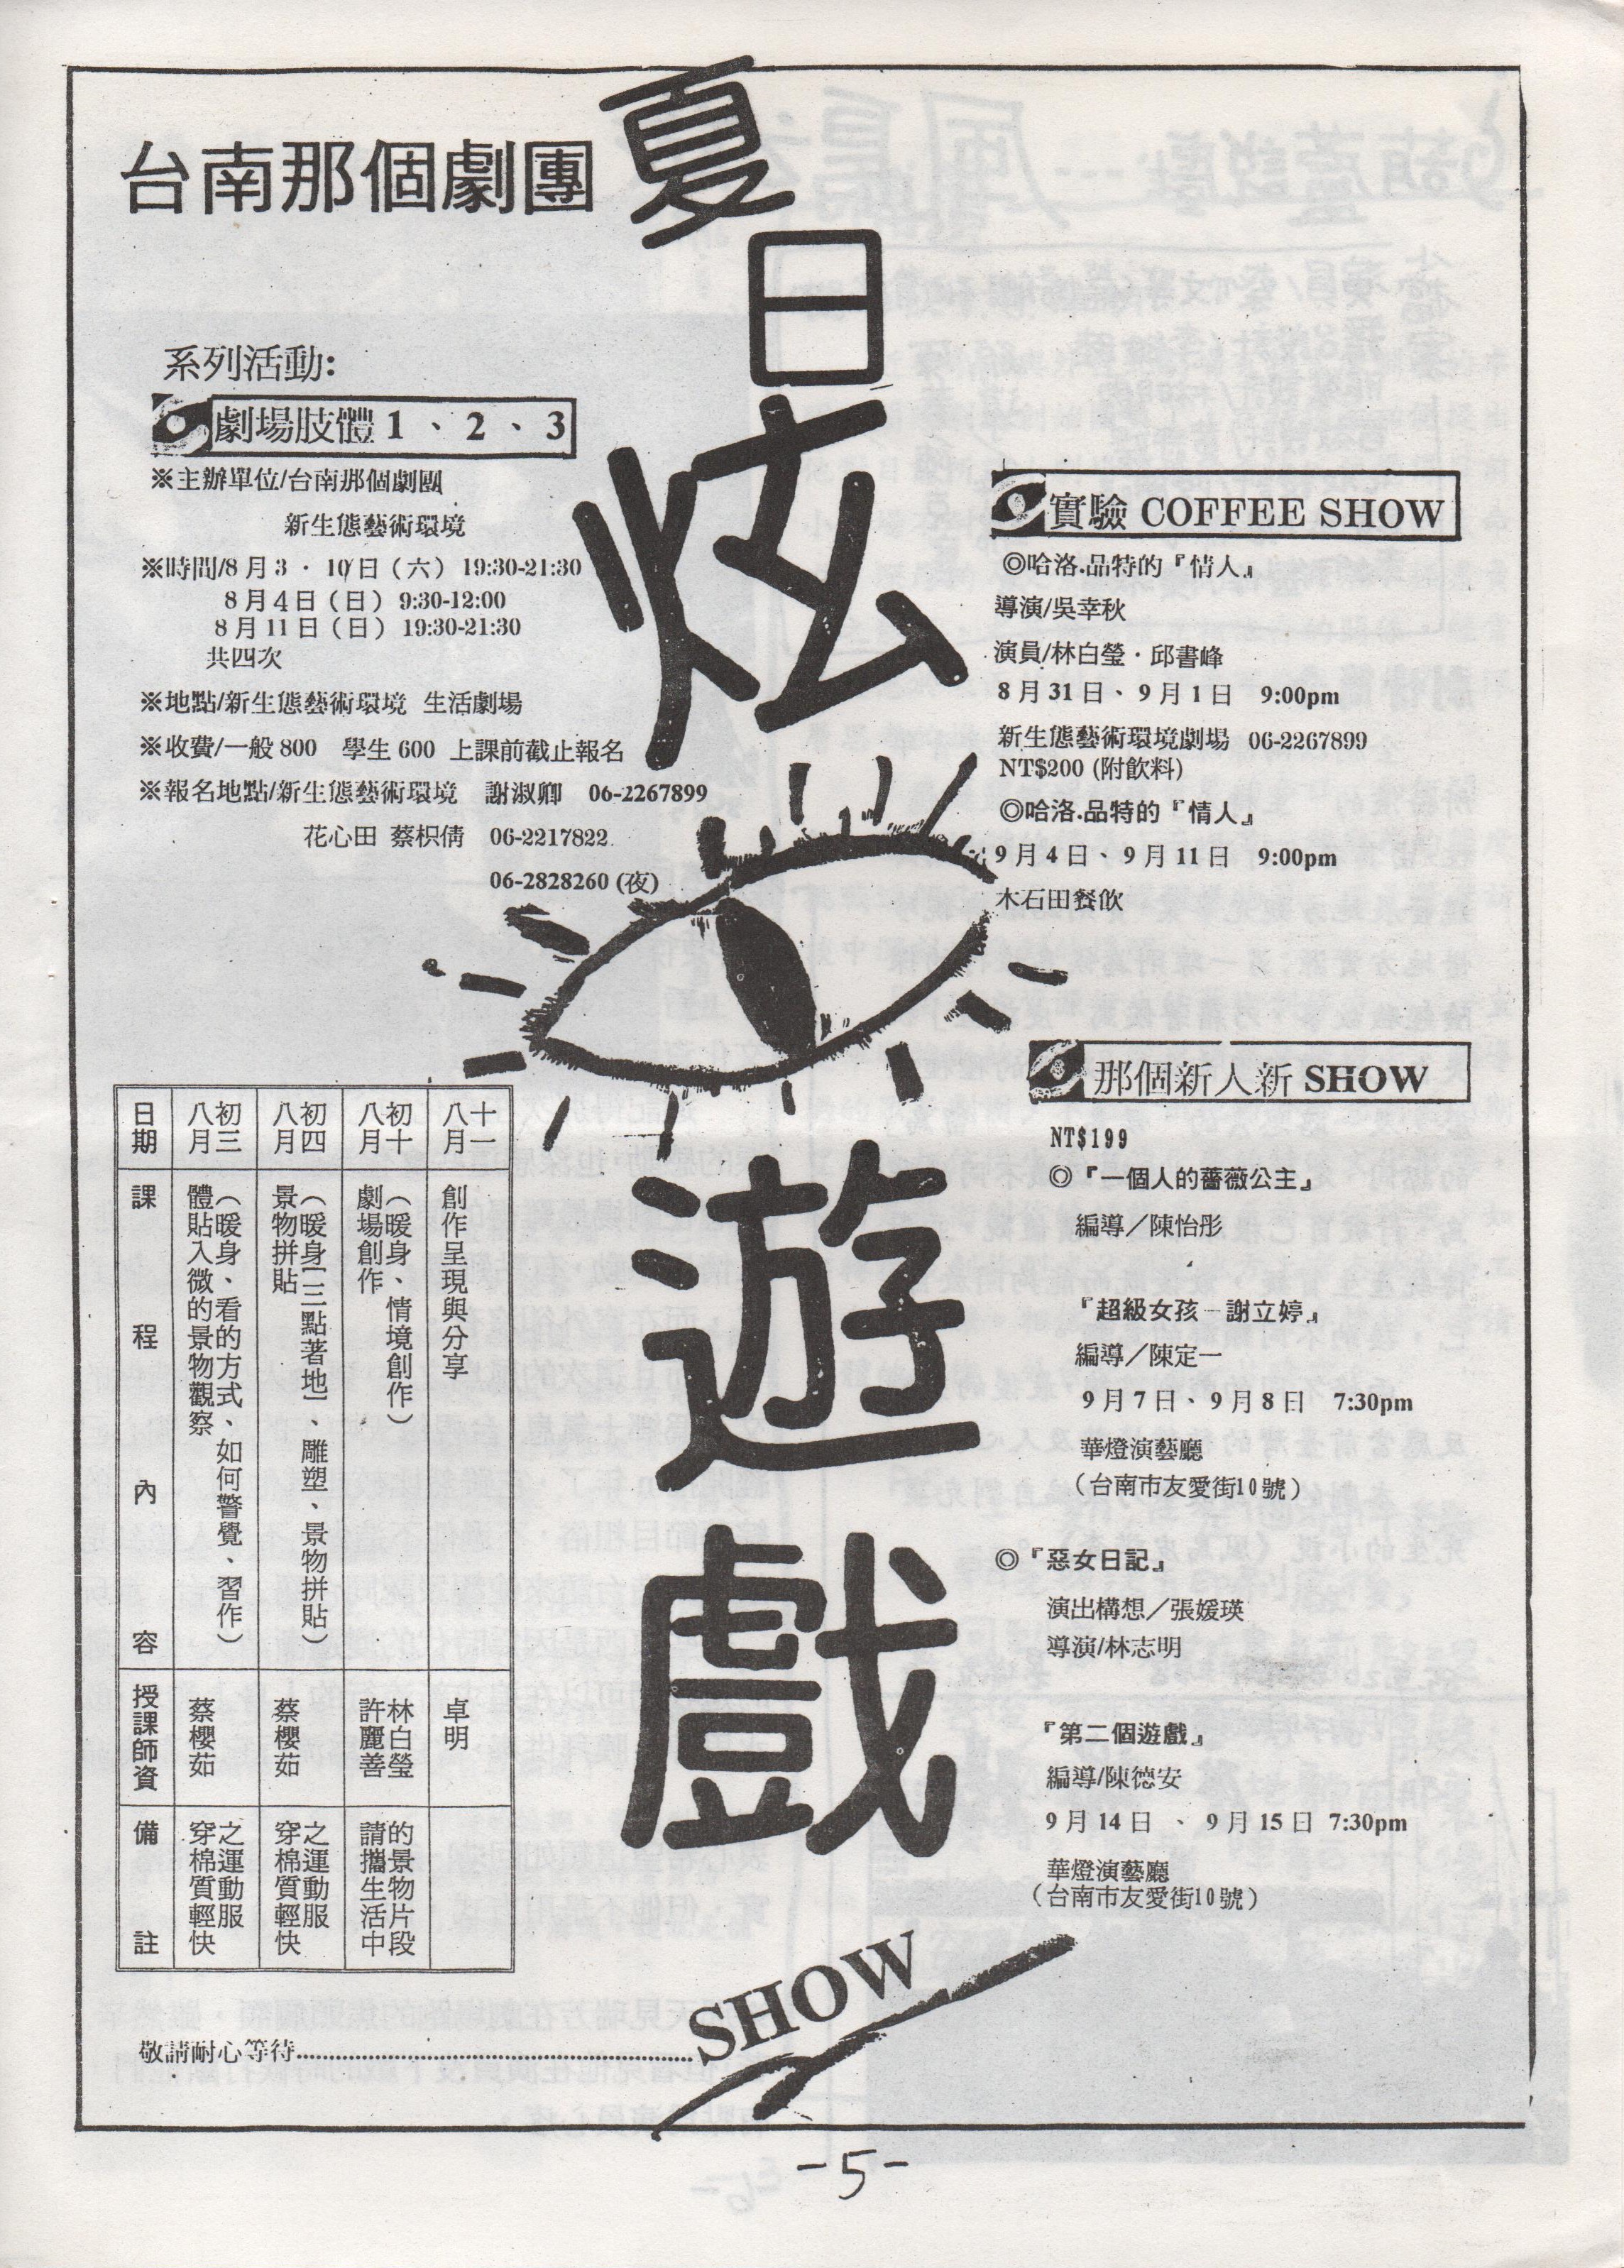 台南那個劇團
夏日炫遊戲
SHOW
系列活動:
劇場肢體 1 、 2 、 3
※主辦單位/台南那個劇團
新生態藝術環境
※時間/8 月 3 · 10/日（六）19:30-21:30
8 月 4 日（日）9:30-12:00
8 月 11 日（日）19:30-21:30
共四次
※地點/新生態藝術環境 生活劇場
※收費/一般 800 學生 600 上課前截止報名
※報名地點/新生態藝術環境 謝淑卿 06-2267899
花心田 蔡枳倩 06-2217822
06-2828260 (夜)
實驗 COFFEE SHOW
◎哈洛.品特的『情人』
導演/吳幸秋
演員/林白瑩·邱書峰
8 月 31 日、9 月 1 日 9:00pm
新生態藝術環境劇場 06-2267899
NT$200 (附飲料)
◎哈洛.品特的『情人』
9 月 4 日、9 月 11 日 9:00pm
木石田餐飲
那個新人新 SHOW
NT$199
◎『一個人的薔薇公主』
編導／陳怡彤
『超級女孩－謝立婷』
編導／陳定一
9 月 7 日、9 月 8 日 7:30pm
華燈演藝廳
（台南市友愛街10號）
◎『惡女日記』
演出構想／張媛瑛
導演/林志明
『第二個遊戲』
編導/陳德安
9 月 14 日 、 9 月 15 日 7:30pm
華燈演藝廳
（台南市友愛街10號）
日期
課程內容
授課師資
備註
八月初三
（暖身、看的方式、如何警覺、習作）
體貼入微的景物觀察
蔡櫻茹
穿棉質輕快
之運動服
八月初四
（暖身[三點著地]、雕塑、景物拼貼）
景物拼貼
蔡櫻茹
穿棉質輕快
之運動服
八月初十
（暖身、情境創作）
劇場創作
林白瑩
許麗善
請攜生活中
的景物片段
八月十一
創作呈現與分享
卓明
敬請耐心等待........................................
-5-